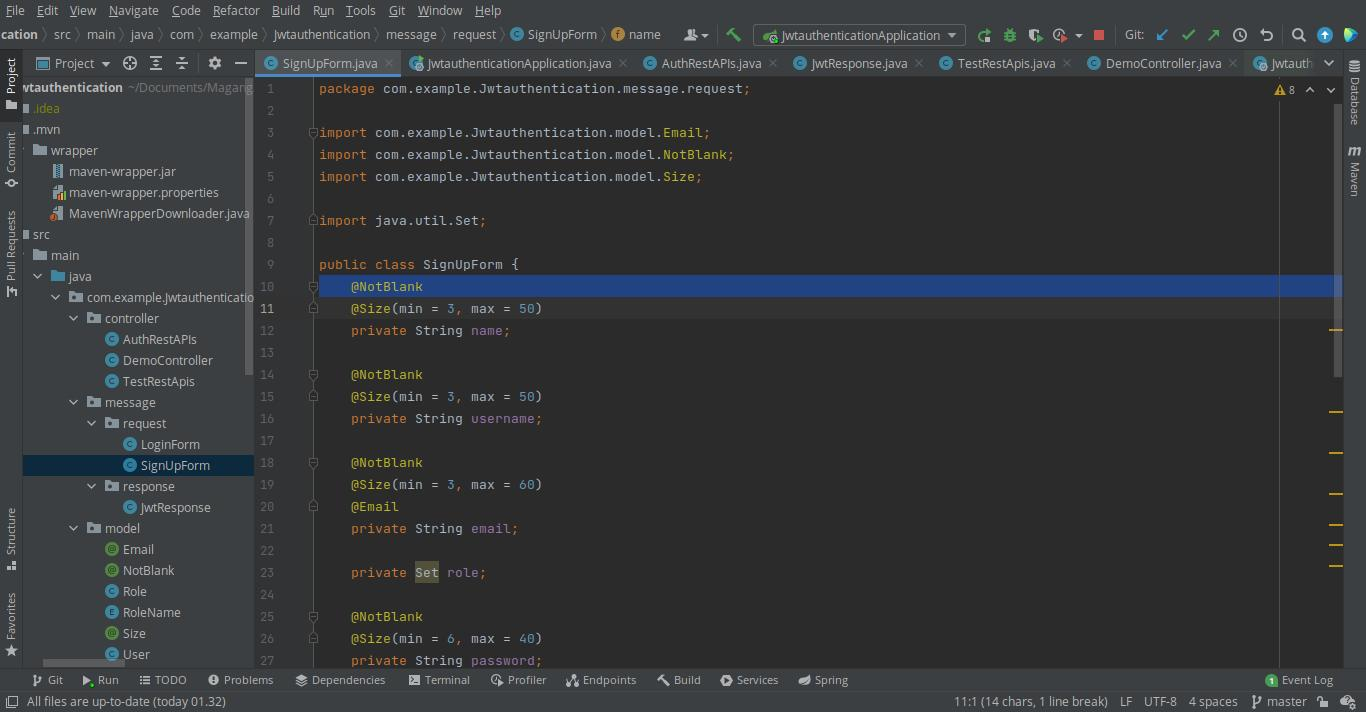 File Edit View Navigate Code Refactor Build Run Tools Git Window Help
cation src main java com example Jwtauthentication message request SignUpForm name JwtauthenticationApplication Git:
Project SignUpForm.java JwtauthenticationApplication.java AuthRestAPIs.java JwtResponse.java TestRestApis.java DemoController.java Jwtauth
wtauthentication ~/Documents/Magang
.idea
.mvn
wrapper
maven-wrapper.jar
maven-wrapper.properties
MavenWrapperDownloader.java
src
main
java
com.example.Jwtauthenticatio
controller
AuthRestAPIs
DemoController
TestRestApis
message
request
LoginForm
SignUpForm
response
JwtResponse
model
Email
NotBlank
Role
RoleName
Size
User
Project
Commit
Pull Requests
Structure
Favorites
1 package com.example.Jwtauthentication.message.request;
2
3 import com.example.Jwtauthentication.model.Email;
4 import com.example.Jwtauthentication.model.NotBlank;
5 import com.example.Jwtauthentication.model.Size;
6
7 import java.util.Set;
8
9 public class SignUpForm {
10 @NotBlank
11 @Size(min = 3, max = 50)
12 private String name;
13
14 @NotBlank
15 @Size(min = 3, max = 50)
16 private String username;
17
18 @NotBlank
19 @Size(min = 3, max = 60)
20 @Email
21 private String email;
22
23 private Set role;
24
25 @NotBlank
26 @Size(min = 6, max = 40)
27 private String password;
8
Database
Maven
Git Run TODO Problems Dependencies Terminal Profiler Endpoints Build Services Spring 1 Event Log
All files are up-to-date (today 01.32) 11:1 (14 chars, 1 line break) LF UTF-8 4 spaces master